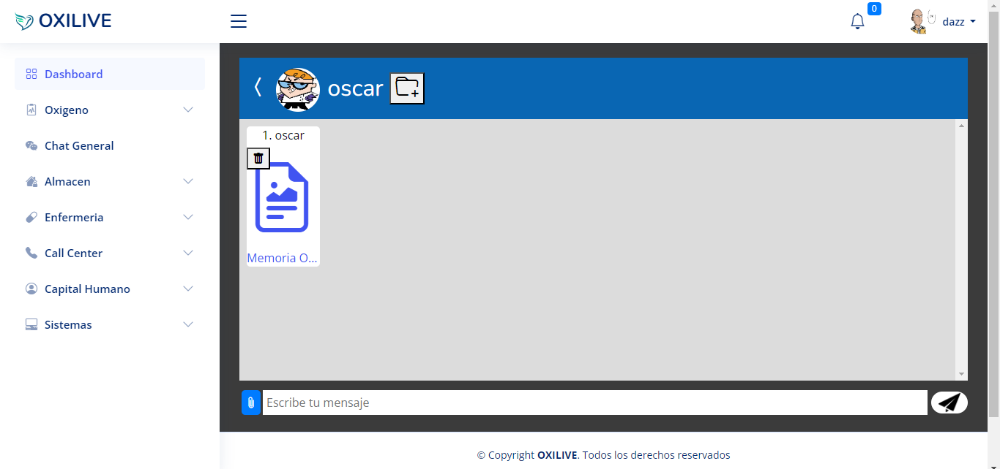 OXILIVE
0
dazz
Dashboard
Oxigeno
Chat General
Almacen
Enfermeria
Call Center
Capital Humano
Sistemas
oscar
1. oscar
Memoria O...
Escribe tu mensaje
© Copyright OXILIVE. Todos los derechos reservados